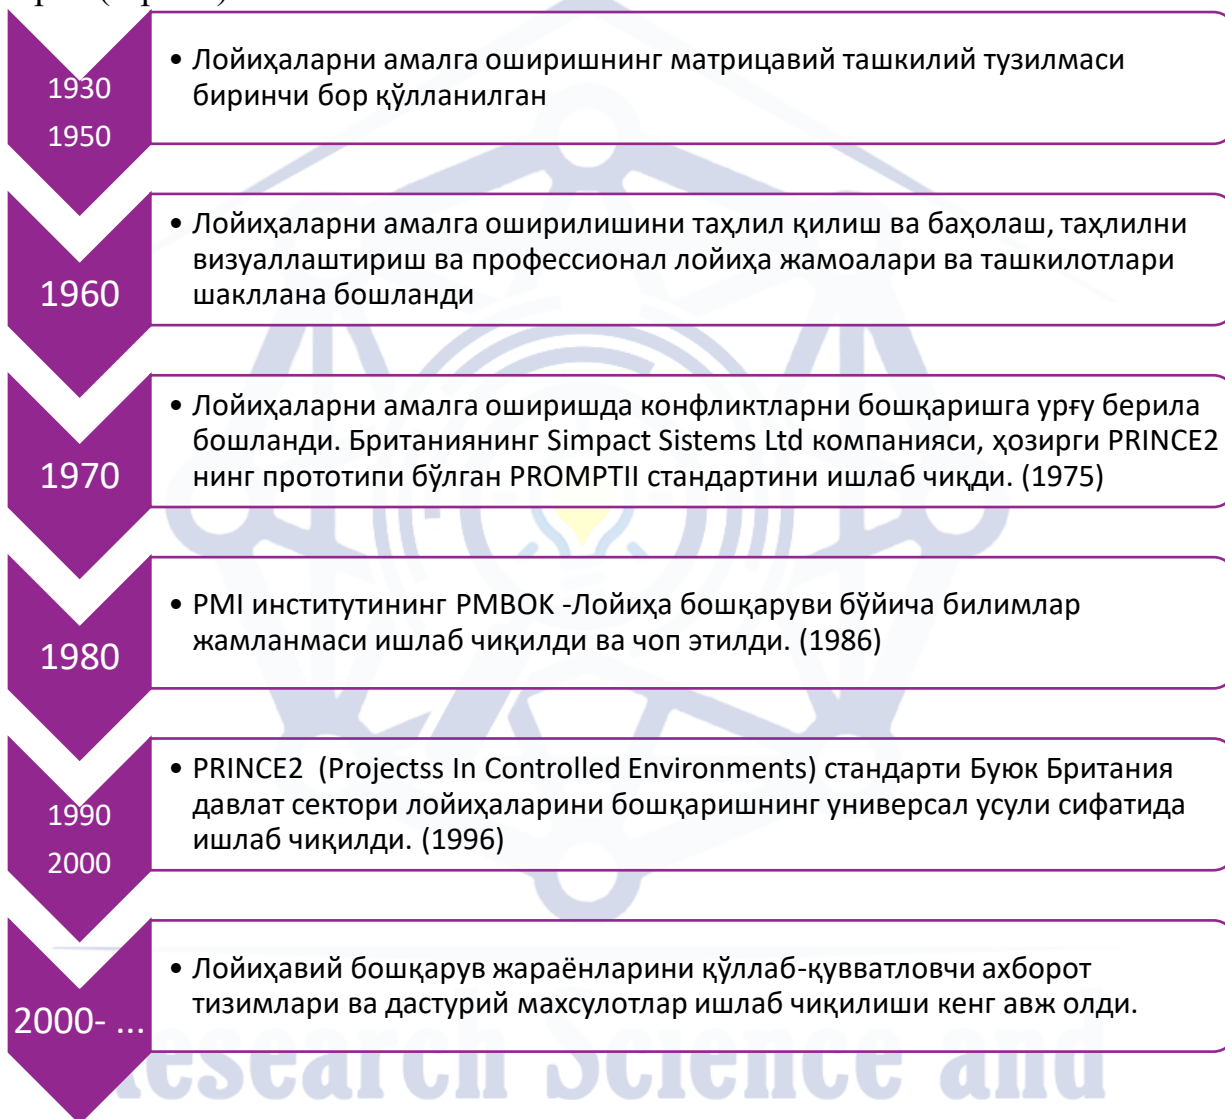 1930
1950
• Лойиҳаларни амалга оширишнинг матрицавий ташкилий тузилмаси
биринчи бор қўлланилган
1960
• Лойиҳаларни амалга оширилишини таҳлил қилиш ва баҳолаш, таҳлилни
визуаллаштириш ва профессионал лойиҳа жамоалари ва ташкилотлари
шакллана бошланди
1970
• Лойиҳаларни амалга оширишда конфликтларни бошқаришга урғу берила
бошланди. Британиянинг Simpact Sistems Ltd компанияси, ҳозирги PRINCE2
нинг прототипи бўлган PROMPTII стандартини ишлаб чиқди. (1975)
1980
• PMI институтининг PMBOK -Лойиҳа бошқаруви бўйича билимлар
жамланмаси ишлаб чиқилди ва чоп этилди. (1986)
1990
2000
• PRINCE2 (Projectss In Controlled Environments) стандарти Буюк Британия
давлат сектори лойиҳаларини бошқаришнинг универсал усули сифатида
ишлаб чиқилди. (1996)
2000- ...
• Лойиҳавий бошқарув жараёнларини қўллаб-қувватловчи ахборот
тизимлари ва дастурий махсулотлар ишлаб чиқилиши кенг авж олди.
Research Science and